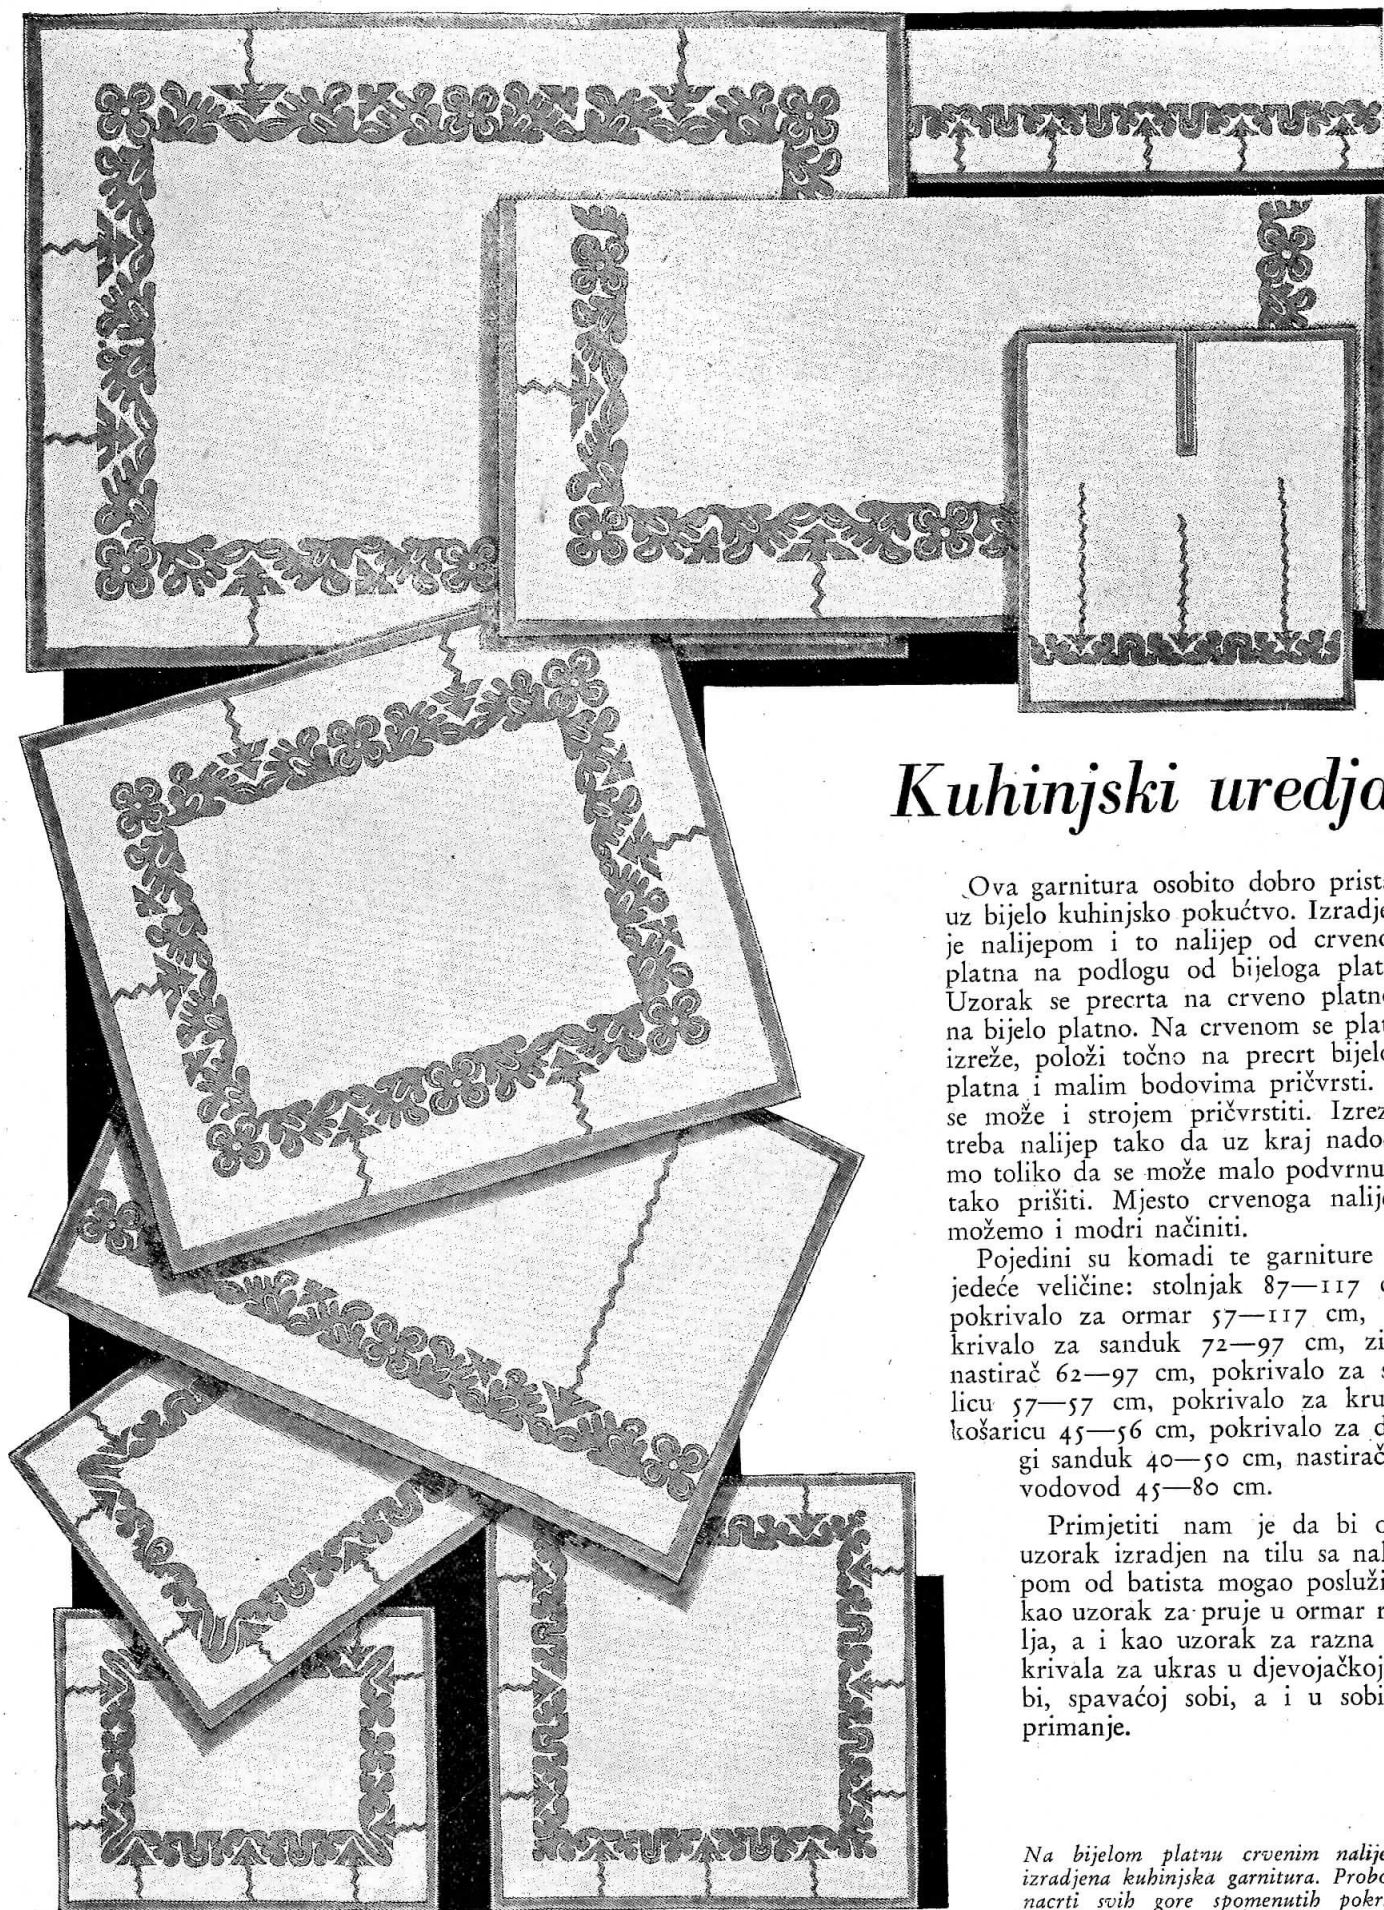 Kuhinjski uredja
Ova garnitura osobito dobro prista
uz bijelo kuhinjsko pokućtvo. Izradje
je nalijepom i to nalijep od crveno
platna na podlogu od bijeloga plat
Uzorak se precrta na crveno platno
na bijelo platno. Na crvenom se plat
izreže, položi točno na precrt bijelo
platna i malim bodovima pričvrsti.
se može i strojem pričvrstiti. Izrez
treba nalijep tako da uz kraj nado
mo toliko da se može malo podvrnu
tako prišiti. Mjesto crvenoga nalije
možemo i modri načiniti.
Pojedini su komadi te garniture
jedeće veličine: stolnjak 87—117 c
pokrivalo za ormar 57—117 cm,
krivalo za sanduk 72—97 cm, zi
nastirač 62—97 cm, pokrivalo za s
licu 57—57 cm, pokrivalo za kru
košaricu 45—56 cm, pokrivalo za d
gi sanduk 40—50 cm, nastirač
vodovod 45—80 cm.
Primjetiti nam je da bi o
uzorak izradjen na tilu sa nal
pom od batista mogao posluži
kao uzorak za pruje u ormar r
lja, a i kao uzorak za razna
krivala za ukras u djevojačkoj
bi, spavaćoj sobi, a i u sobi
primanje.
Na bijelom platnu crvenim nalije
izradjena kuhinjska garnitura. Probo
nacrti svih gore spomenutih pokr